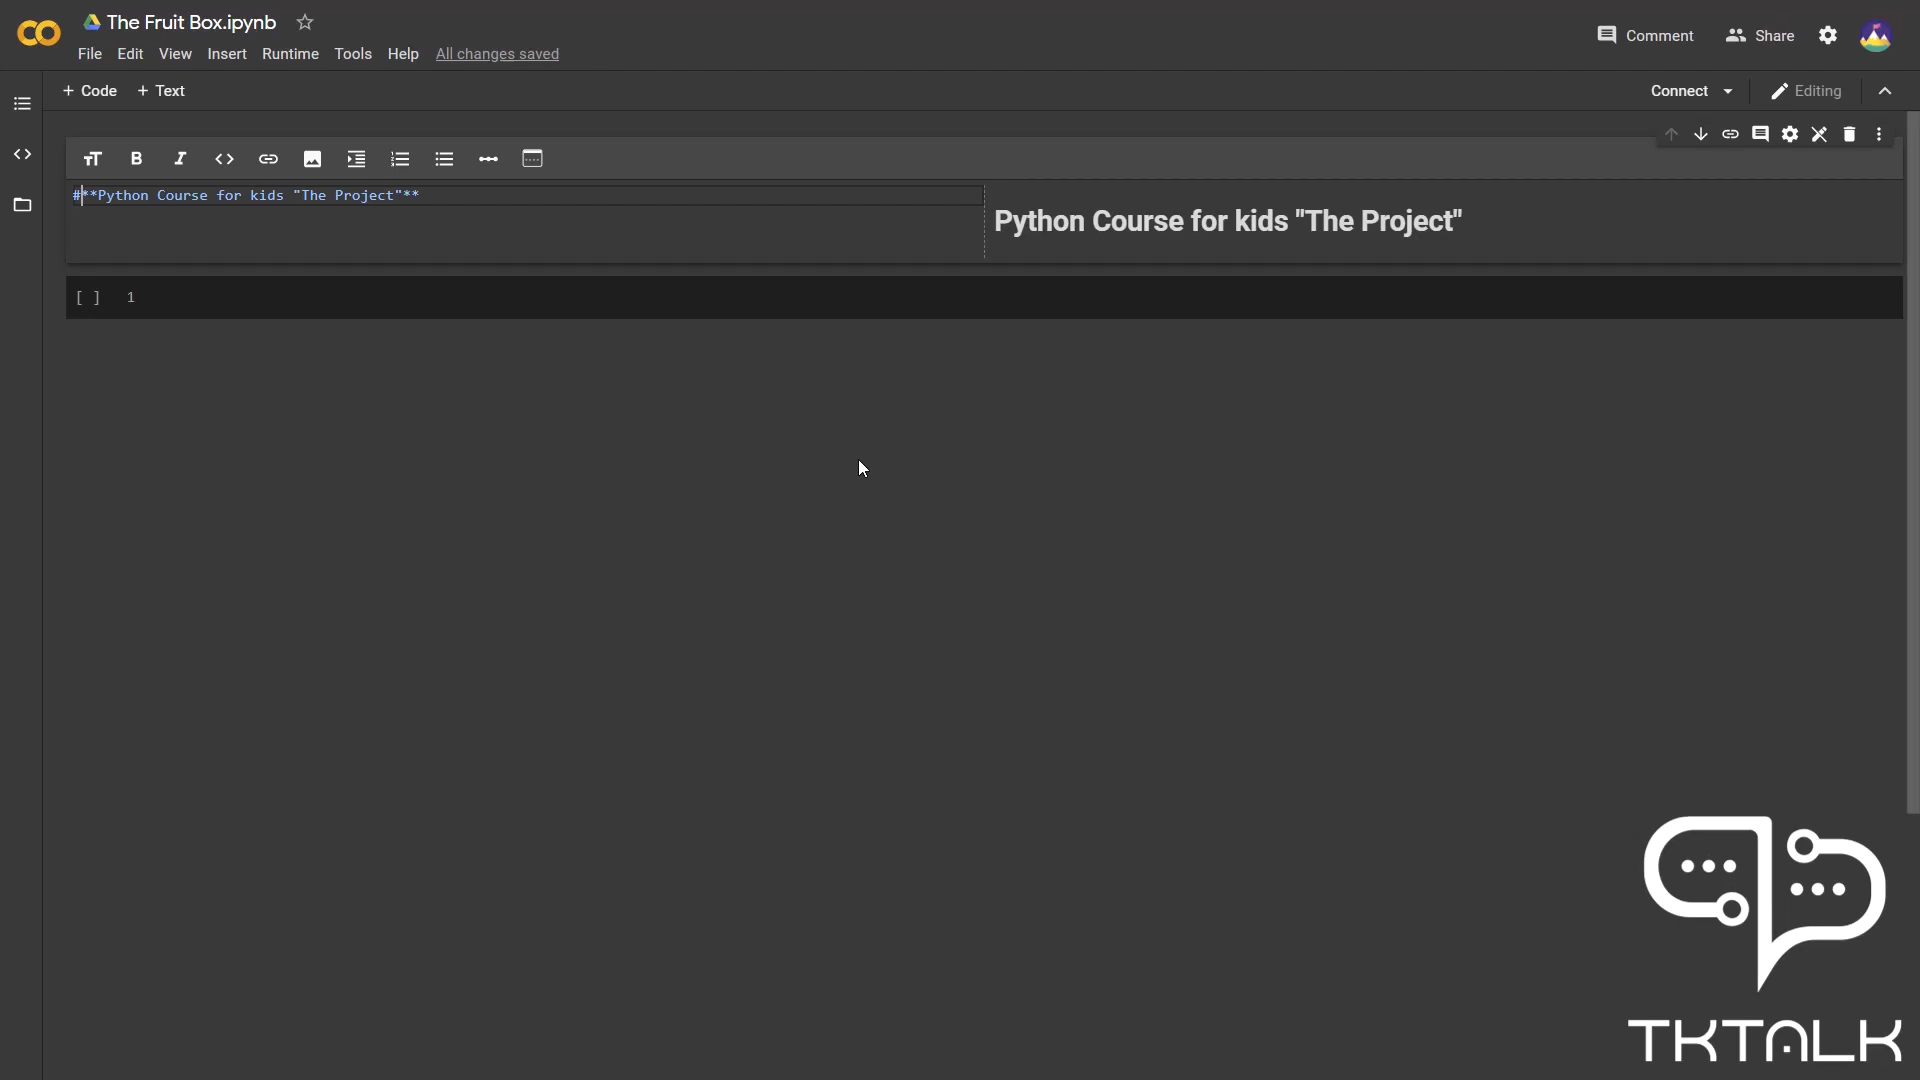 The Fruit Box.ipynb
File Edit View Insert Runtime Tools Help All changes saved
Comment Share
+ Code + Text
Connect Editing
#**Python Course for kids "The Project"**
Python Course for kids "The Project"
[ ] 1
TKTALK